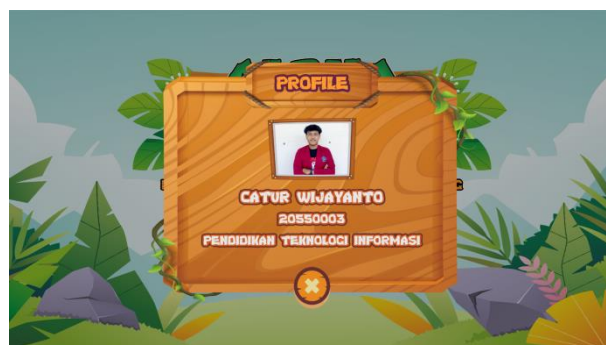 PROFILE
CATUR WIJAYANTO
20550003
PENDIDIKAN TEKNOLOGI INFORMASI